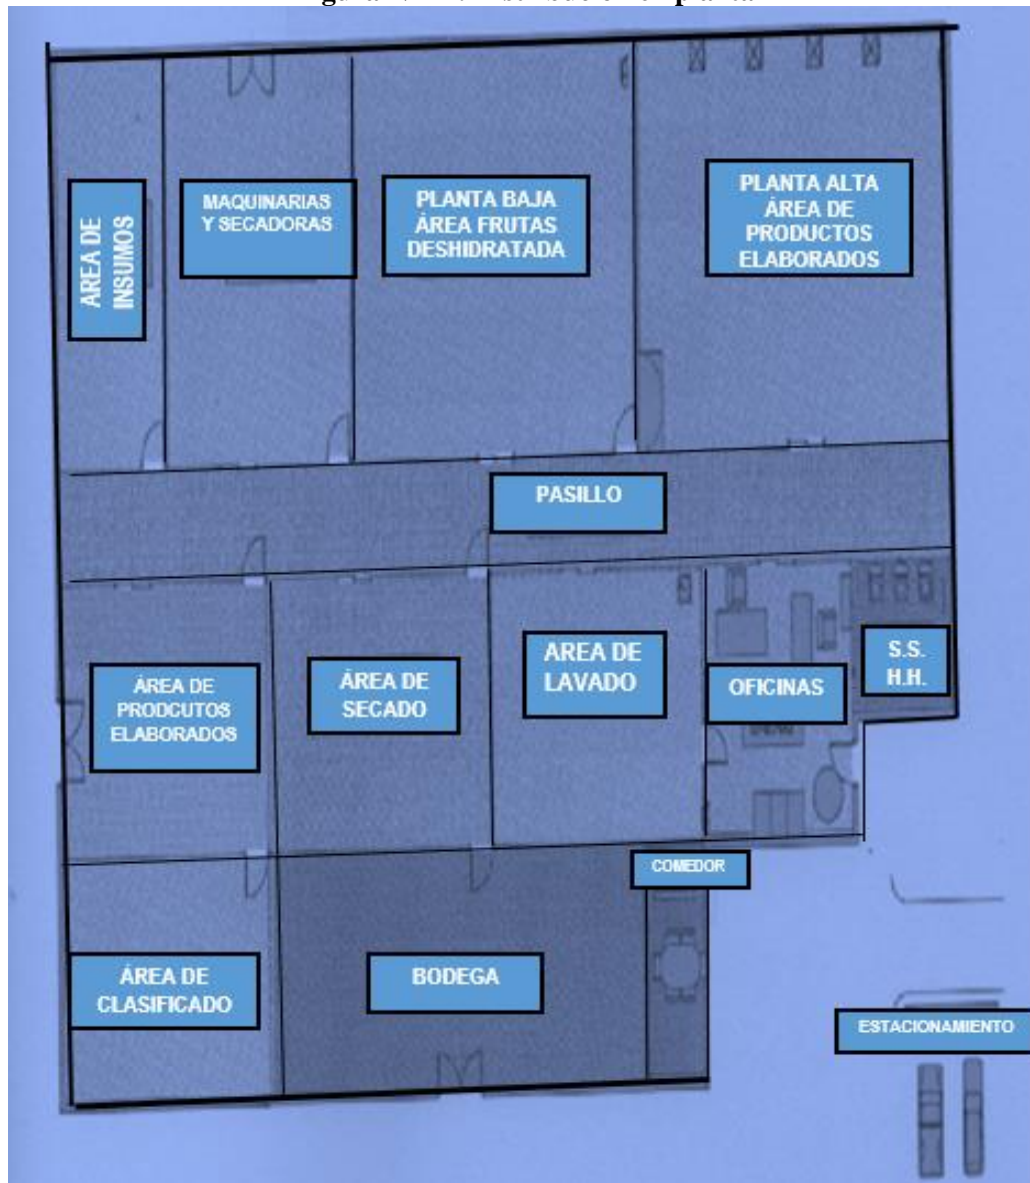 AREA DE
INSUMOS
MAQUINARIAS
Y SECADORAS
PLANTA BAJA
ÁREA FRUTAS
DESHIDRATADA
PLANTA ALTA
ÁREA DE
PRODUCTOS
ELABORADOS
PASILLO
ÁREA DE
PRODCUTOS
ELABORADOS
ÁREA DE
SECADO
AREA DE
LAVADO
OFICINAS
S.S.
H.H.
COMEDOR
ÁREA DE
CLASIFICADO
BODEGA
ESTACIONAMIENTO